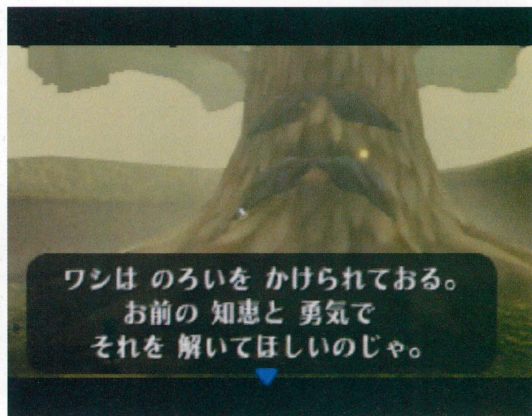 ワシは のろいを かけられておる。
お前の 知恵と 勇気で
それを 解いてほしいのじゃ。